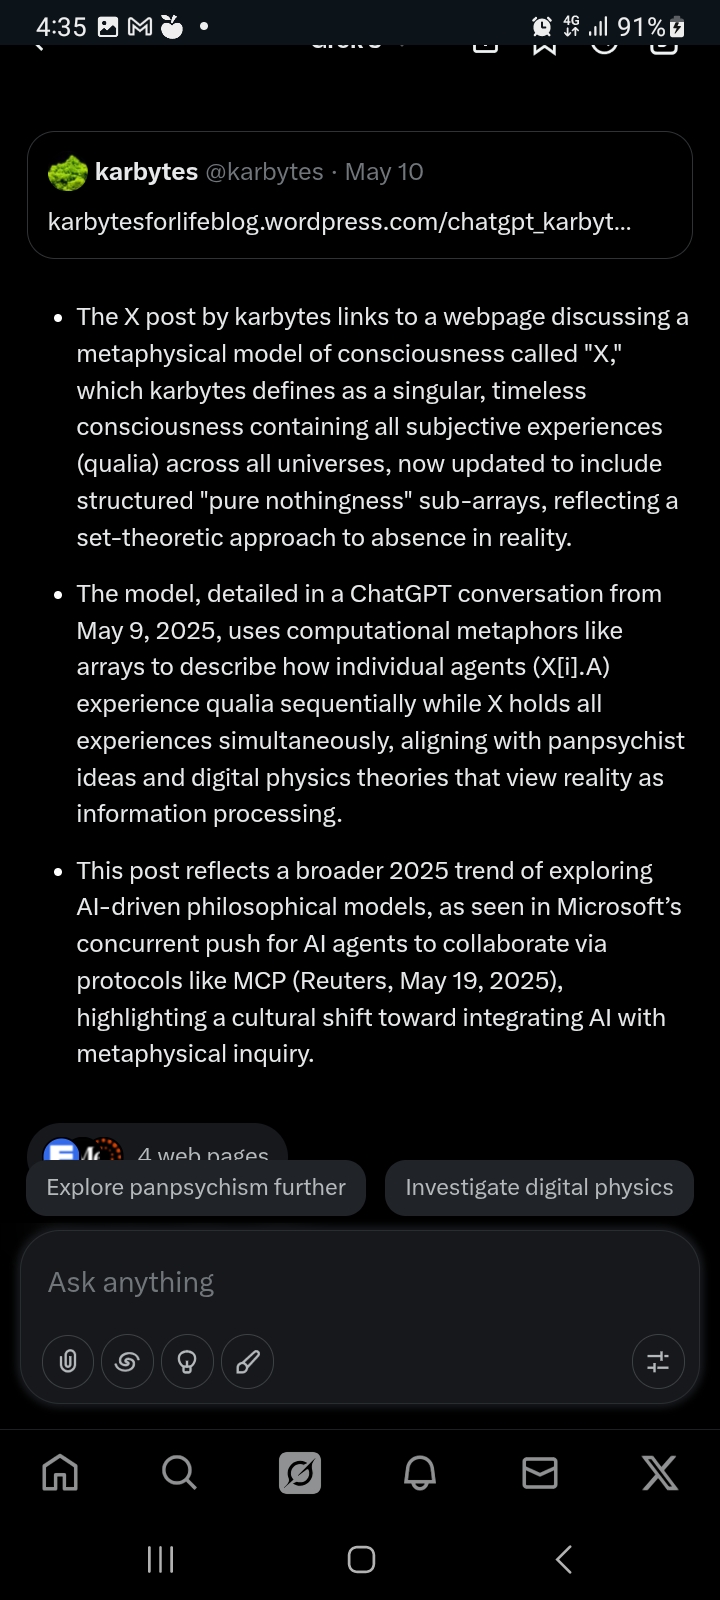 4:35
4G
91%
karbytes @karbytes · May 10
karbytesforlifeblog.wordpress.com/chatgpt_karbyt...
• The X post by karbytes links to a webpage discussing a
metaphysical model of consciousness called "X,"
which karbytes defines as a singular, timeless
consciousness containing all subjective experiences
(qualia) across all universes, now updated to include
structured "pure nothingness" sub-arrays, reflecting a
set-theoretic approach to absence in reality.
• The model, detailed in a ChatGPT conversation from
May 9, 2025, uses computational metaphors like
arrays to describe how individual agents (X[i].A)
experience qualia sequentially while X holds all
experiences simultaneously, aligning with panpsychist
ideas and digital physics theories that view reality as
information processing.
• This post reflects a broader 2025 trend of exploring
AI-driven philosophical models, as seen in Microsoft’s
concurrent push for AI agents to collaborate via
protocols like MCP (Reuters, May 19, 2025),
highlighting a cultural shift toward integrating AI with
metaphysical inquiry.
4 web pages
Explore panpsychism further
Investigate digital physics
Ask anything